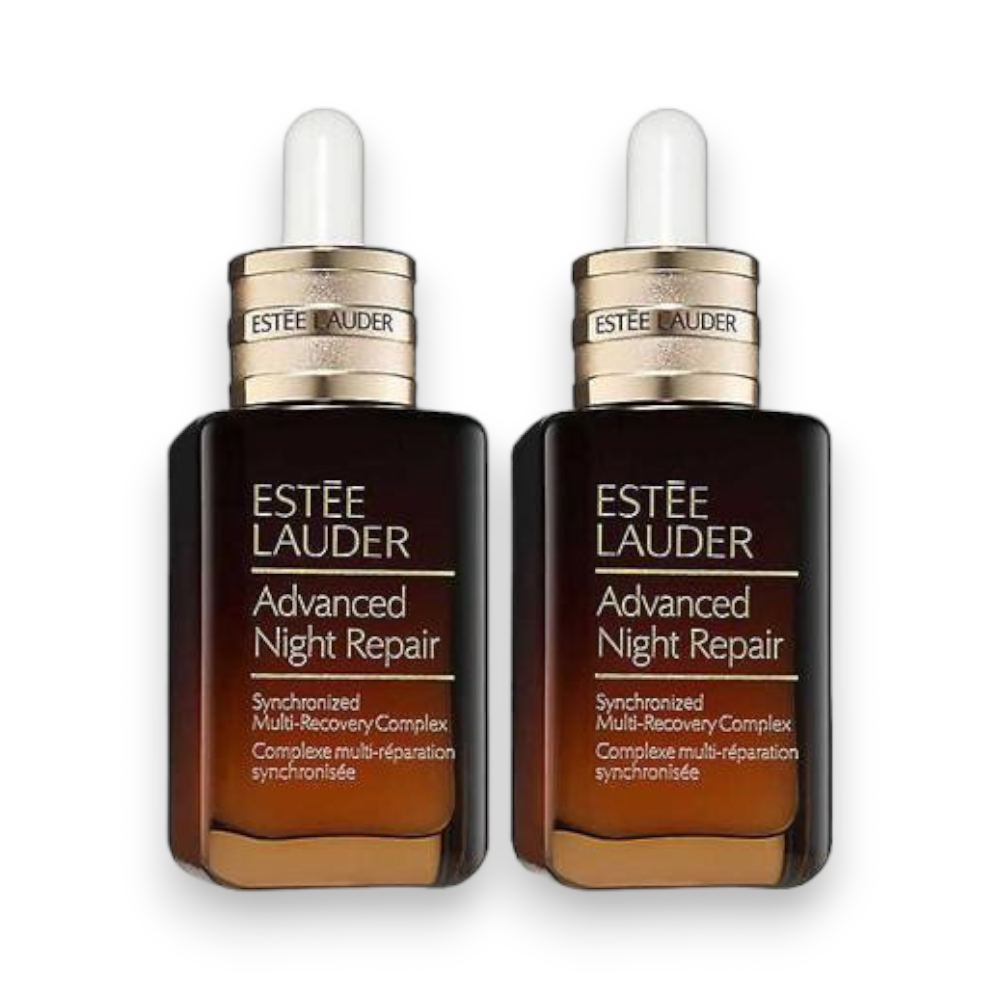 ESTĒE LAUDER
ESTĒE
LAUDER
Advanced
Night Repair
Synchronized
Multi-Recovery Complex
Complexe multi-réparation
synchronisée
ESTĒE LAUDER
ESTĒE
LAUDER
Advanced
Night Repair
Synchronized
Multi-Recovery Complex
Complexe multi-réparation
synchronisée